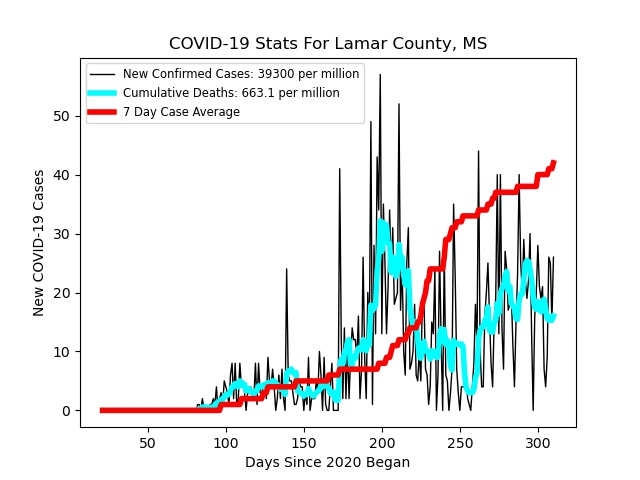 COVID-19 Stats For Lamar County, MS
New Confirmed Cases: 39300 per million
Cumulative Deaths: 663.1 per million
7 Day Case Average
New COVID-19 Cases
50
40
30
20
10
0
50 100 150 200 250 300
Days Since 2020 Began